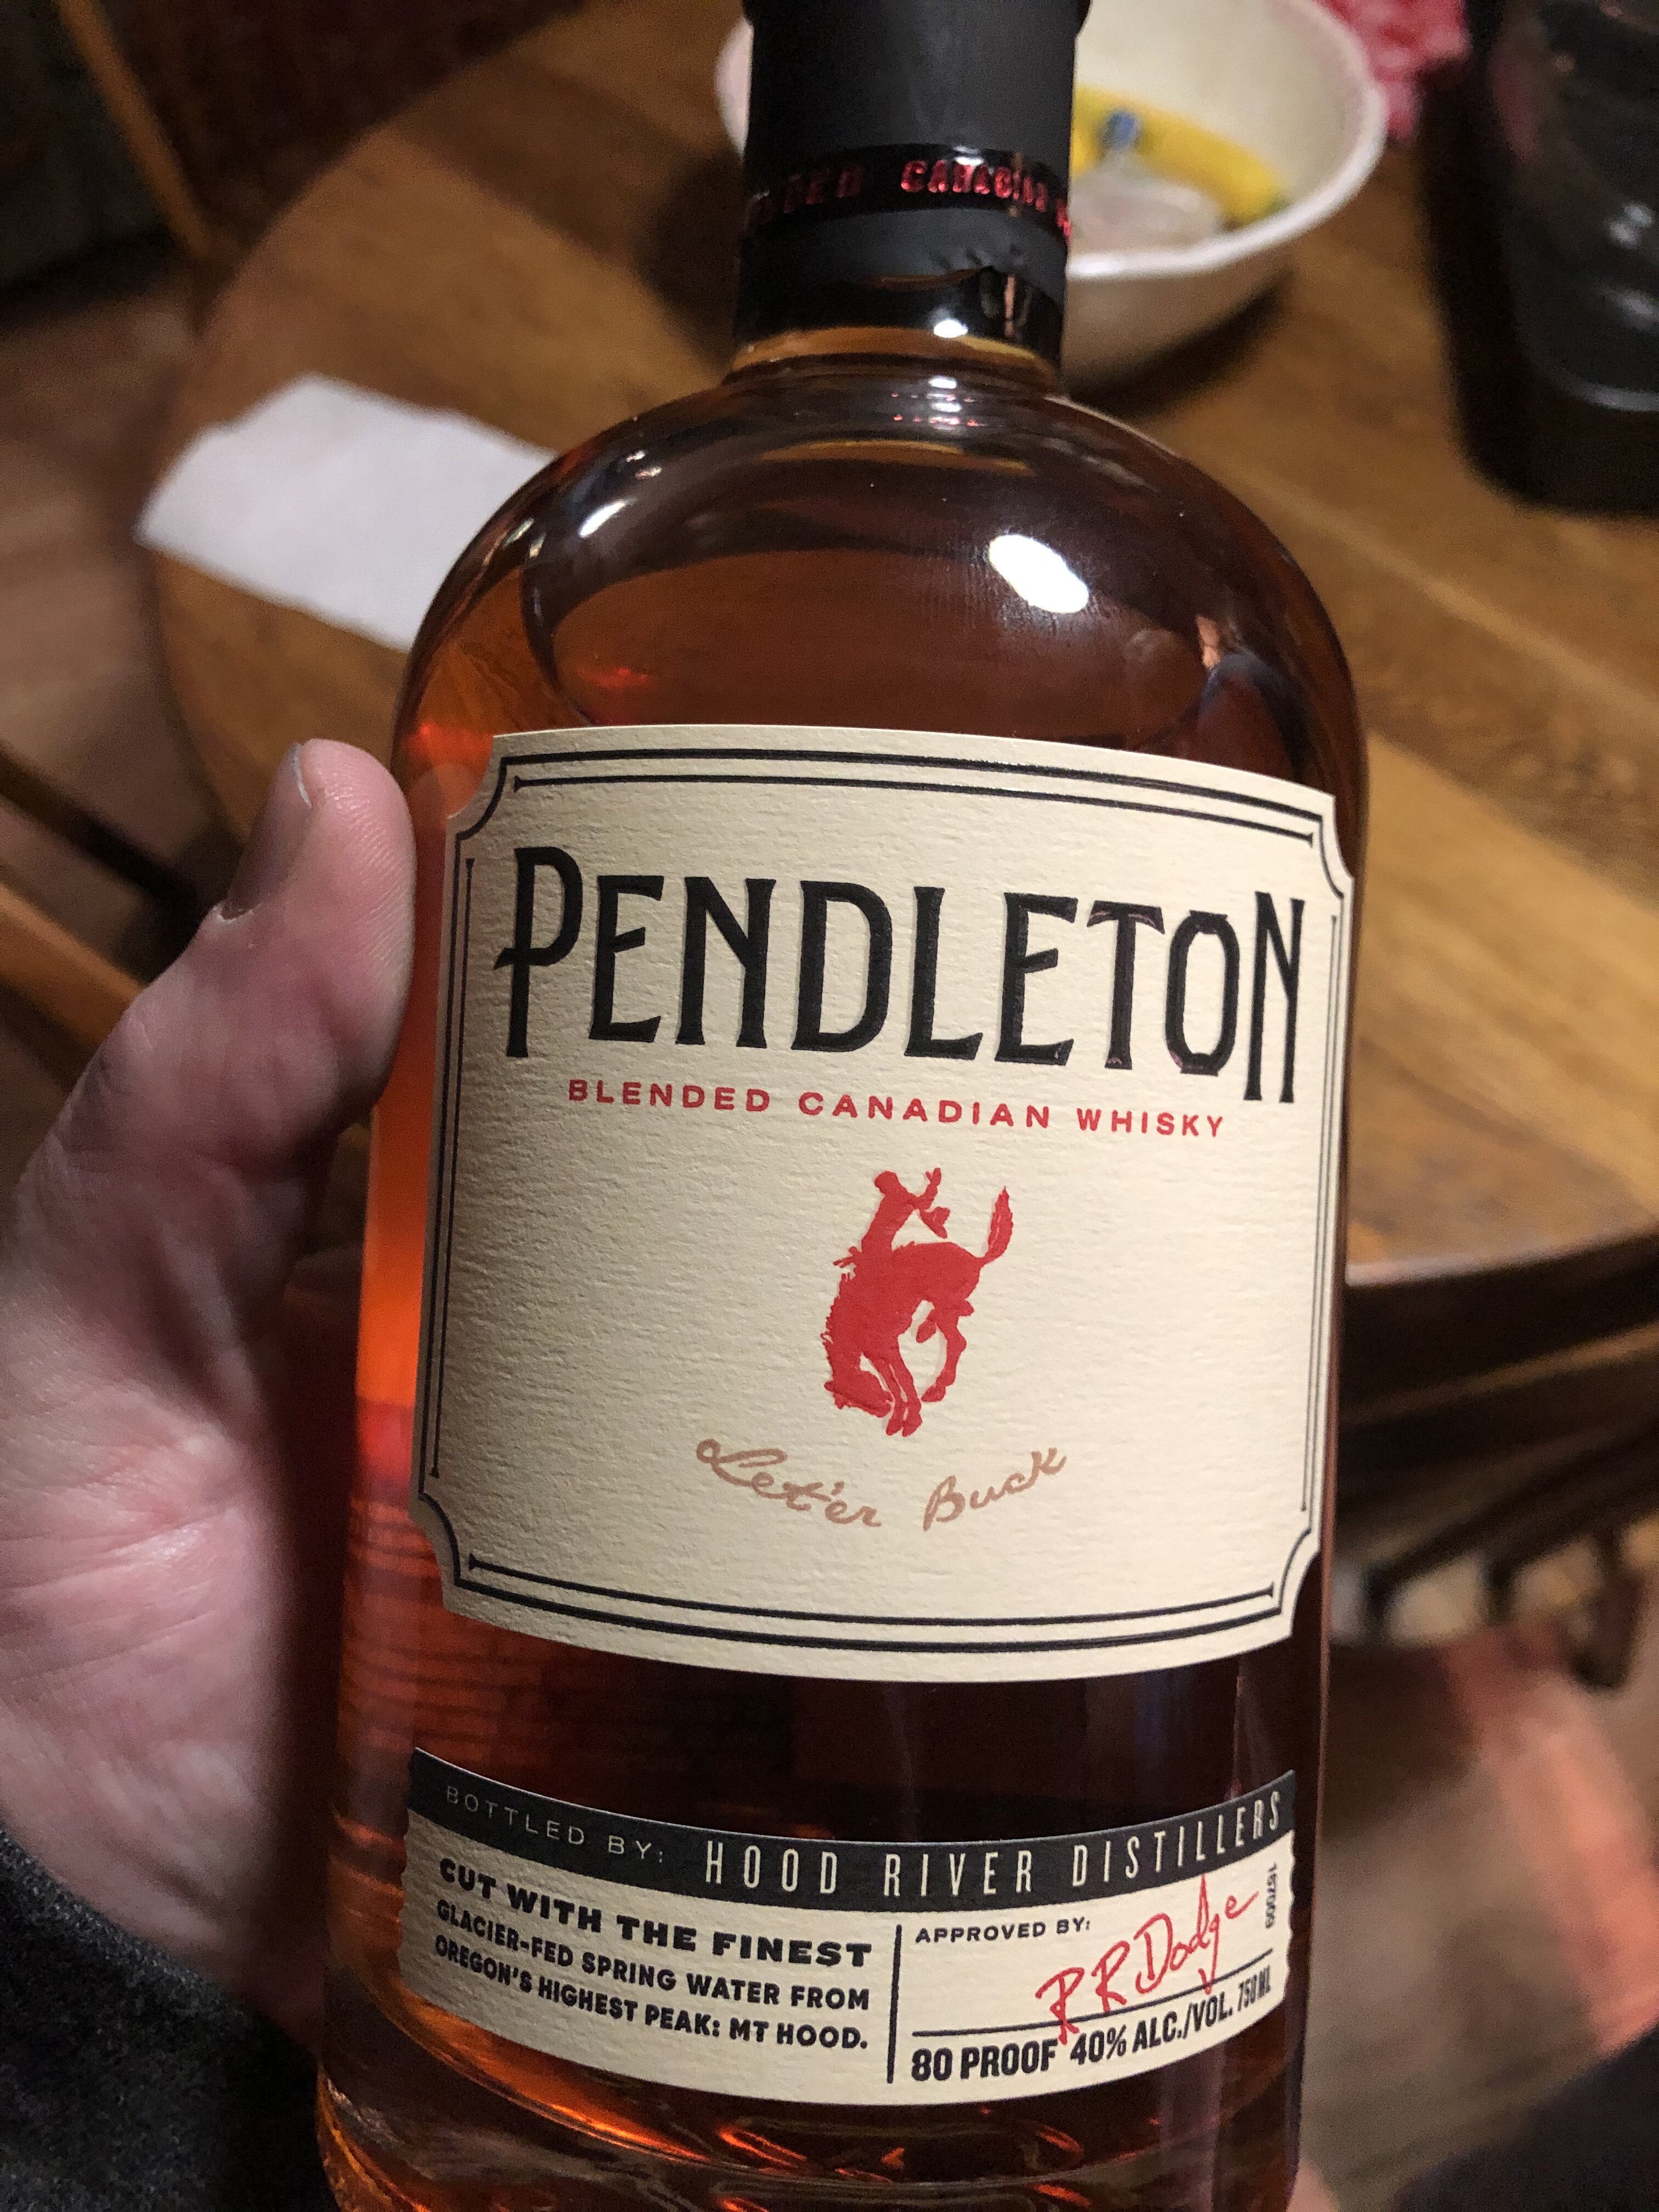 CANADIAN
PENDLETON
BLENDED CANADIAN WHISKY
Let'er Buck
BOTTLED BY: HOOD RIVER DISTILLERS
CUT WITH THE FINEST
GLACIER-FED SPRING WATER FROM
OREGON'S HIGHEST PEAK: MT HOOD.
APPROVED BY:
R R Dodge
80 PROOF 40% ALC./VOL. 750 ML